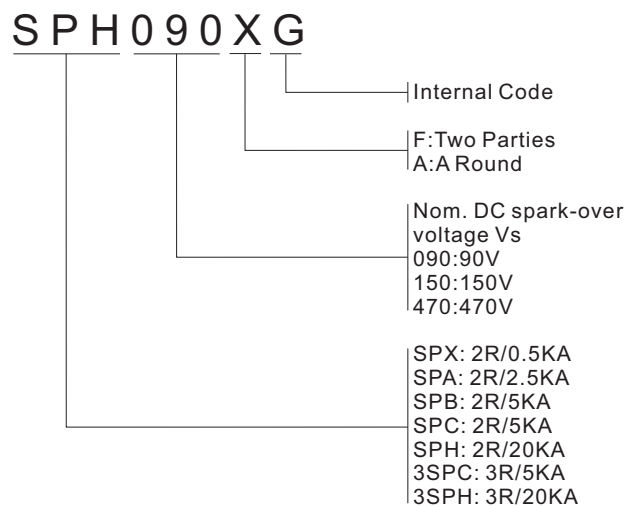 SPH090XG
Internal Code
F:Two Parties
A:A Round
Nom. DC spark-over
voltage Vs
090:90V
150:150V
470:470V
SPX: 2R/0.5KA
SPA: 2R/2.5KA
SPB: 2R/5KA
SPC: 2R/5KA
SPH: 2R/20KA
3SPC: 3R/5KA
3SPH: 3R/20KA